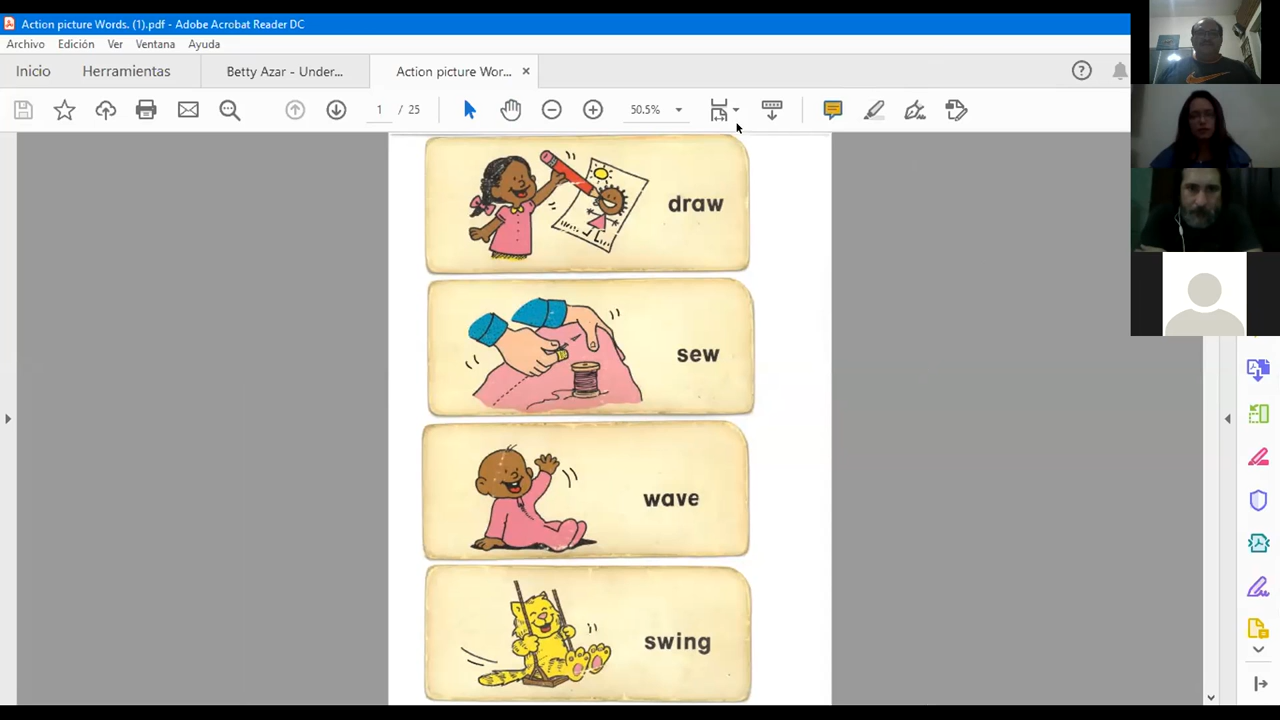 Action picture Words. (1).pdf - Adobe Acrobat Reader DC
Archivo Edición Ver Ventana Ayuda
Inicio Herramientas Betty Azar - Under... Action picture Wor... ×
1 / 25 50.5%
draw
sew
wave
swing